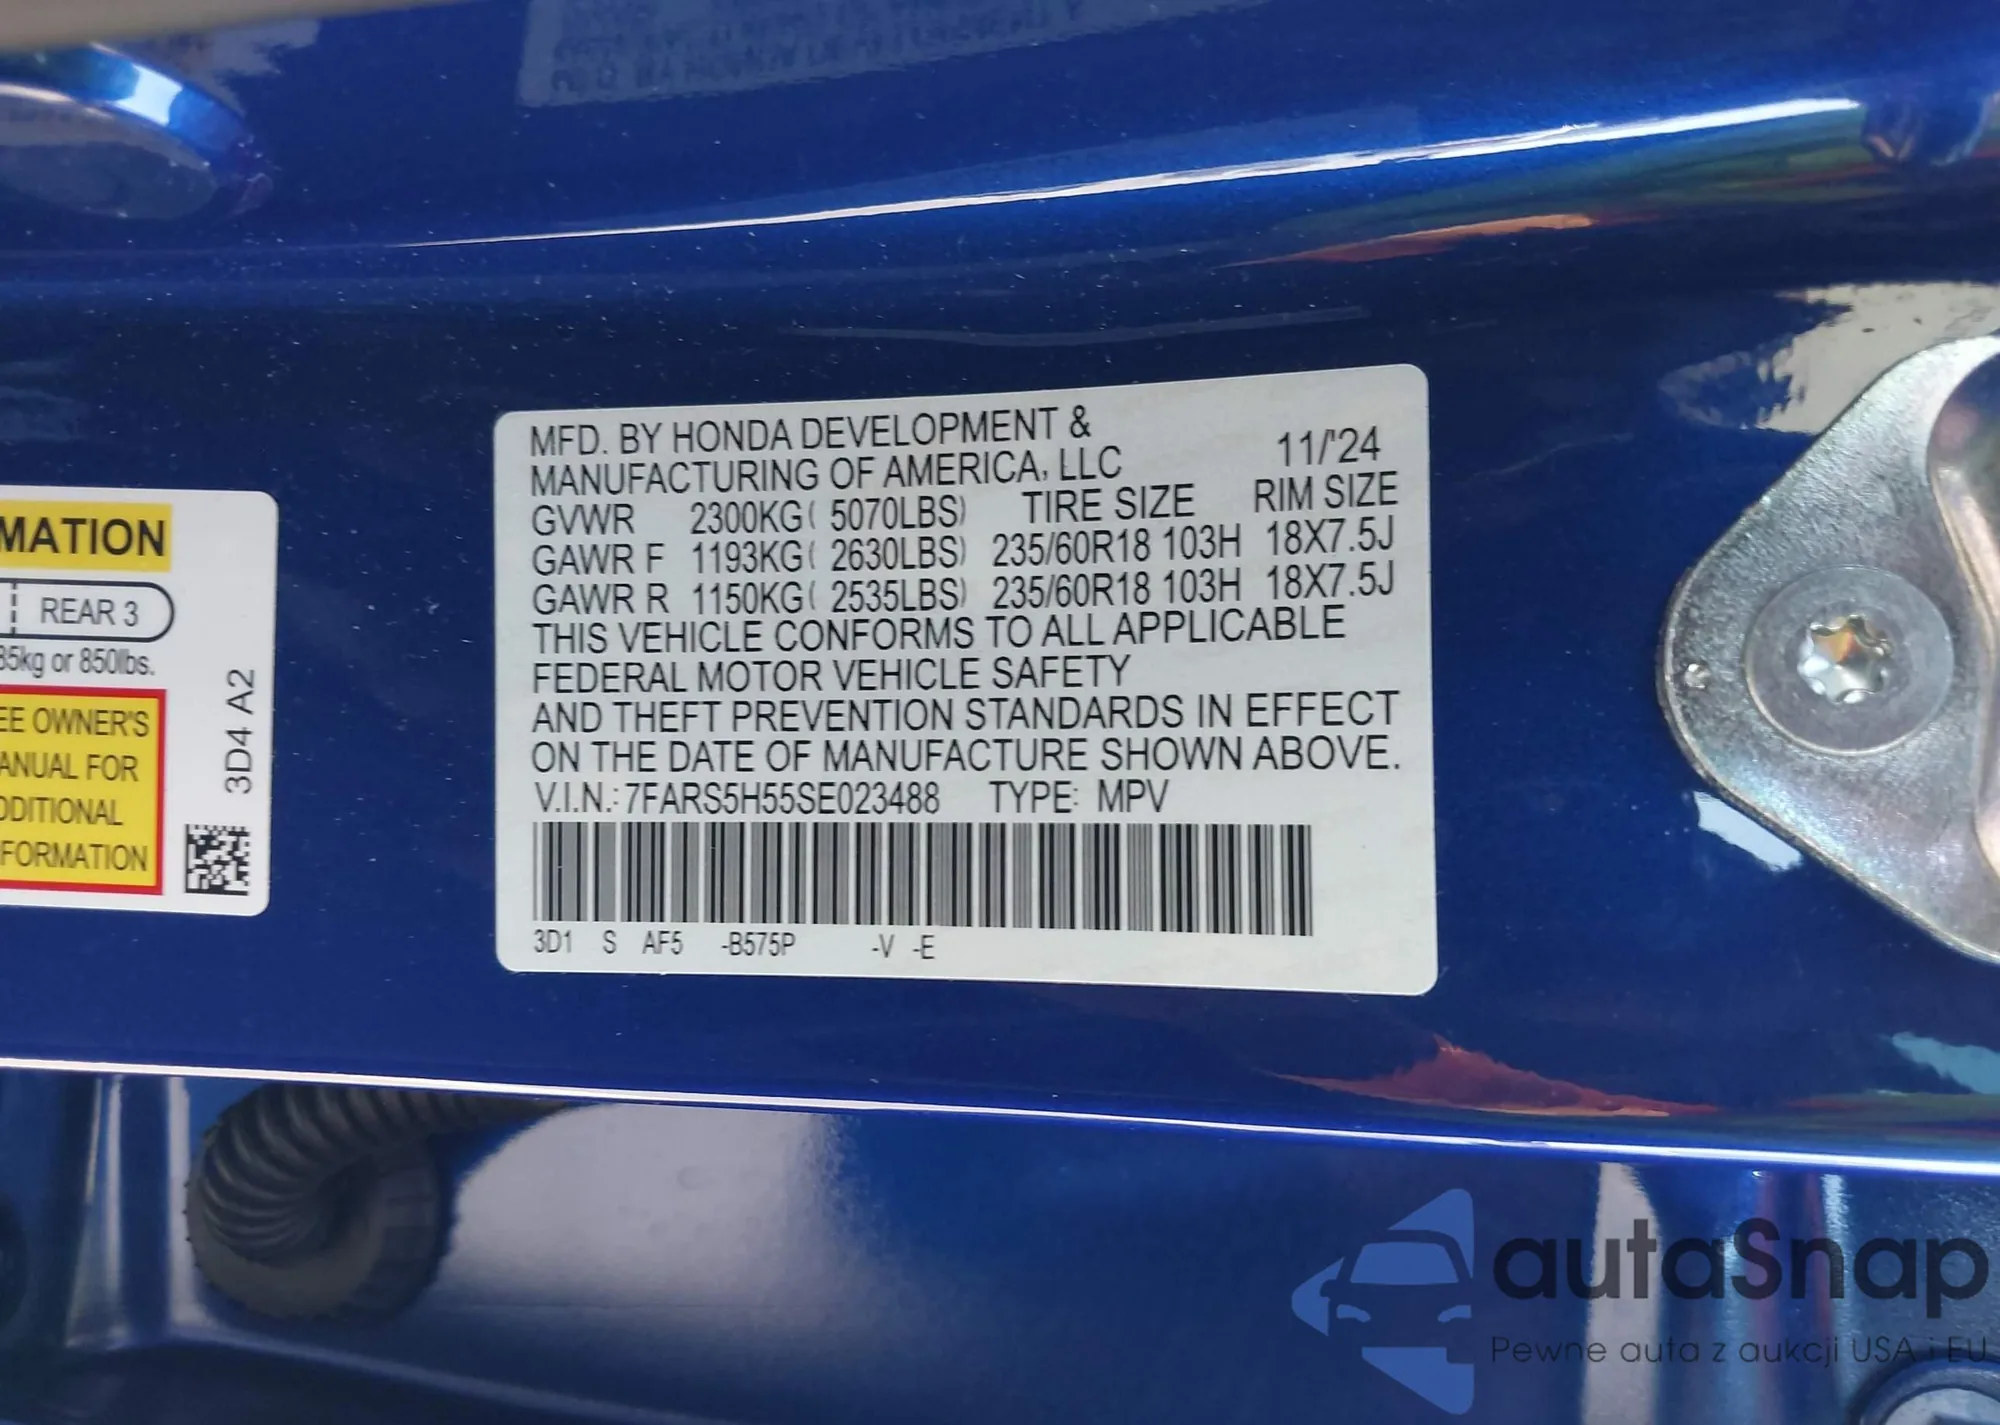 MATION
REAR 3
85kg or 850lbs.
EE OWNER'S
ANUAL FOR
DDITIONAL
FORMATION
3D4 A2
MFD. BY HONDA DEVELOPMENT &
MANUFACTURING OF AMERICA, LLC 11/'24
GVWR 2300KG( 5070LBS) TIRE SIZE RIM SIZE
GAWR F 1193KG( 2630LBS) 235/60R18 103H 18X7.5J
GAWR R 1150KG( 2535LBS) 235/60R18 103H 18X7.5J
THIS VEHICLE CONFORMS TO ALL APPLICABLE
FEDERAL MOTOR VEHICLE SAFETY
AND THEFT PREVENTION STANDARDS IN EFFECT
ON THE DATE OF MANUFACTURE SHOWN ABOVE.
V.I.N.: 7FARS5H55SE023488 TYPE: MPV
3D1 S AF5 -B575P -V -E
autaSnap
Pewne auta z aukcji USA i EU